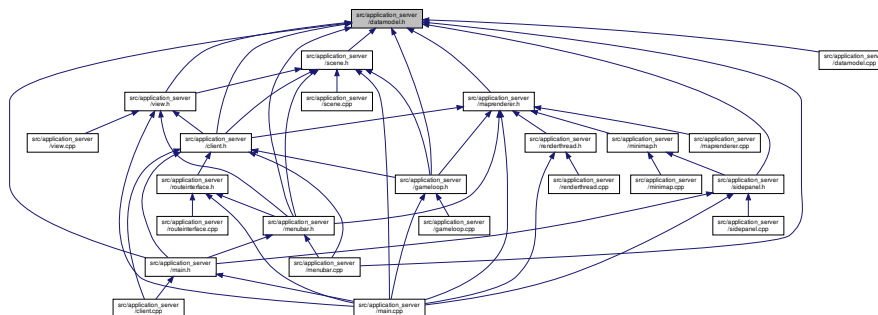 src/application_server
/datamodel.h
src/application_server
/scene.h
src/application_server
/datamodel.cpp
src/application_server
/view.h
src/application_server
/scene.cpp
src/application_server
/maprenderer.h
src/application_server
/view.cpp
src/application_server
/client.h
src/application_server
/renderthread.h
src/application_server
/minimap.h
src/application_server
/maprenderer.cpp
src/application_server
/routeinterface.h
src/application_server
/gameloop.h
src/application_server
/renderthread.cpp
src/application_server
/minimap.cpp
src/application_server
/sidepanel.h
src/application_server
/routeinterface.cpp
src/application_server
/menubar.h
src/application_server
/gameloop.cpp
src/application_server
/sidepanel.cpp
src/application_server
/main.h
src/application_server
/menubar.cpp
src/application_server
/client.cpp
src/application_server
/main.cpp